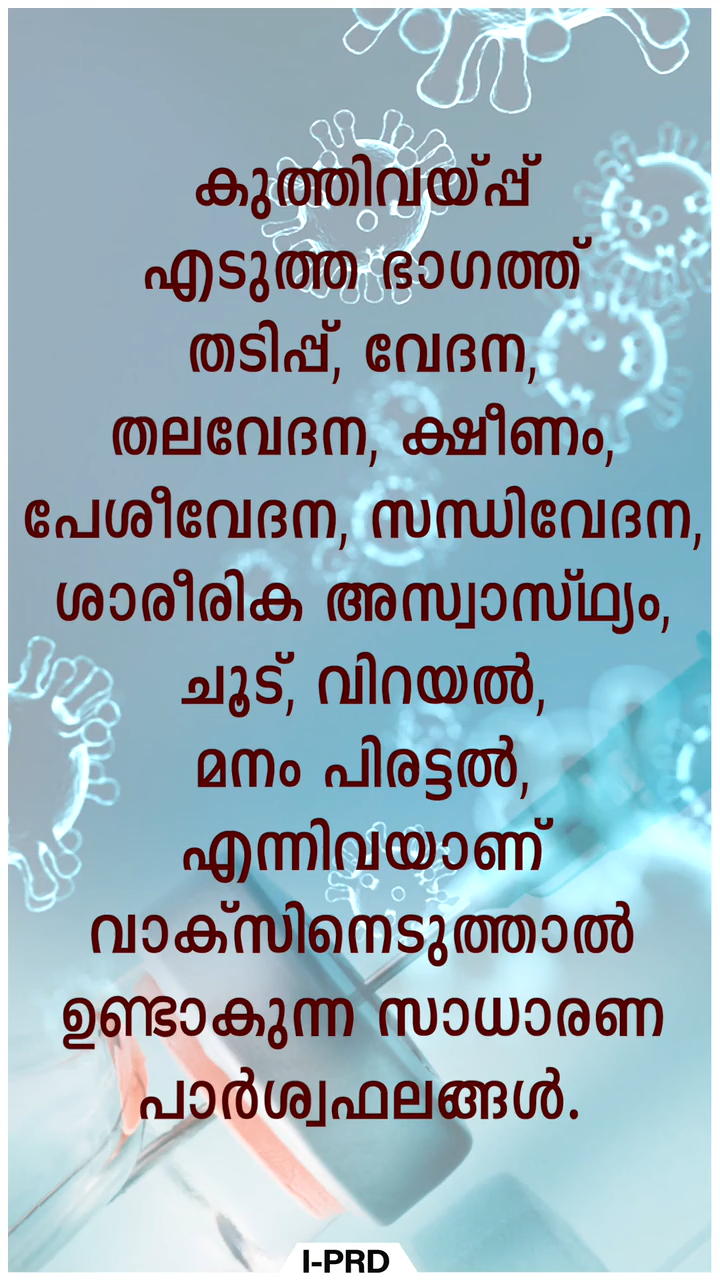 കുത്തിവയ്പ്പ്
എടുത്ത ഭാഗത്ത്
തടിപ്പ്, വേദന,
തലവേദന, ക്ഷീണം,
പേശീവേദന, സന്ധിവേദന,
ശാരീരിക അസ്വാസ്ഥ്യം,
ചൂട്, വിറയൽ,
മനം പിരട്ടൽ,
എന്നിവയാണ്
വാക്സിനെടുത്താൽ
ഉണ്ടാകുന്ന സാധാരണ
പാർശ്വഫലങ്ങൾ.
I-PRD